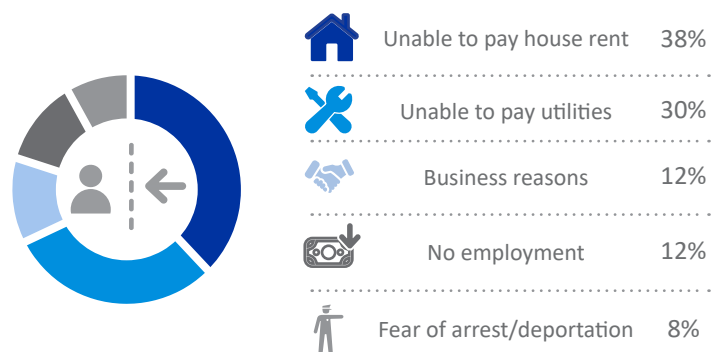 Unable to pay house rent 38%
Unable to pay utilities 30%
Business reasons 12%
No employment 12%
Fear of arrest/deportation 8%